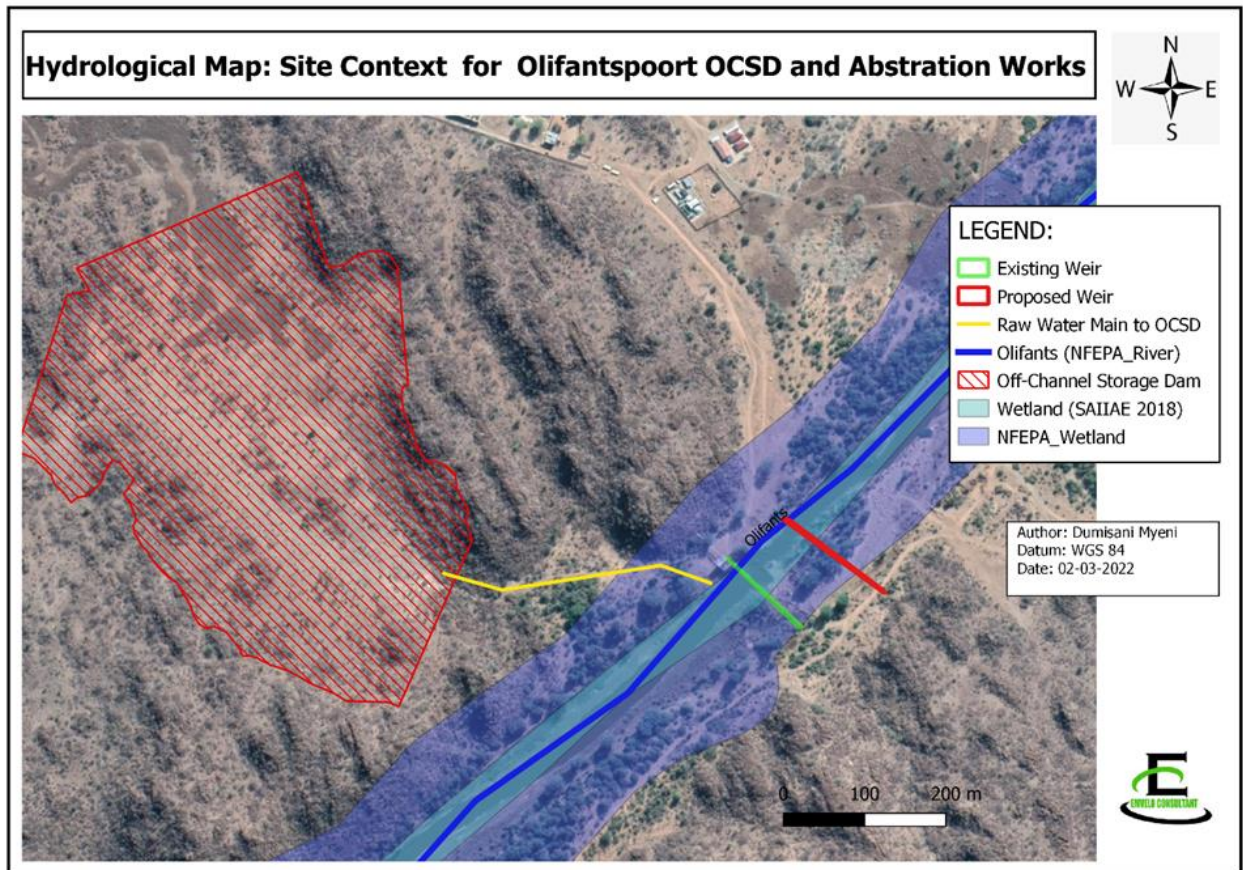 Hydrological Map: Site Context for Olifantspoort OCSD and Abstration Works
N
W E
S
LEGEND:
Existing Weir
Proposed Weir
Raw Water Main to OCSD
Olifants (NFEPA_River)
Off-Channel Storage Dam
Wetland (SAIIAE 2018)
NFEPA_Wetland
Olifants
Author: Dumisani Myeni
Datum: WGS 84
Date: 02-03-2022
0 100 200 m
E
EMVELO CONSULTANT